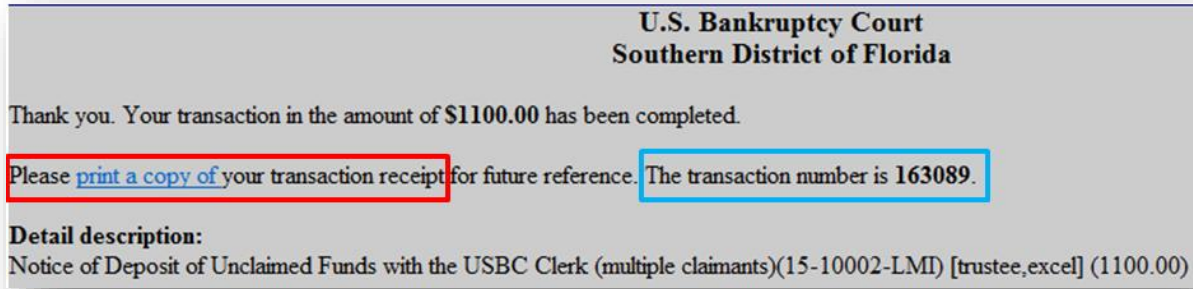 U.S. Bankruptcy Court
Southern District of Florida
Thank you. Your transaction in the amount of $1100.00 has been completed.
Please print a copy of your transaction receipt for future reference. The transaction number is 163089.
Detail description:
Notice of Deposit of Unclaimed Funds with the USBC Clerk (multiple claimants)(15-10002-LMI) [trustee,excel] (1100.00)